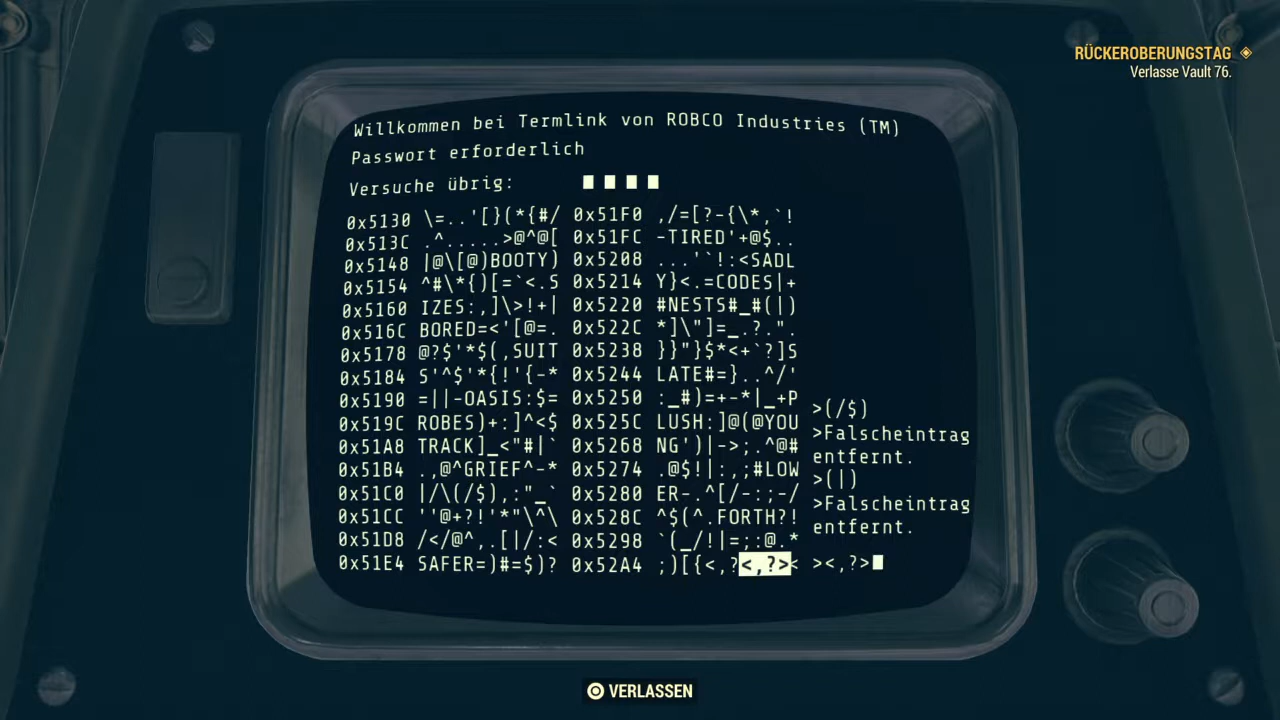 RÜCKEROBERUNGSTAG
Verlasse Vault 76.
Willkommen bei Termlink von ROBCO Industries (TM)
Passwort erforderlich
Versuche übrig:
0x5130 \=..'[}(*{#/ 0x51F0 ,/=[?-{\*,`!
0x513C .^.....>@^@[ 0x51FC -TIRED'+@$..
0x5148 |@\[@)BOOTY) 0x5208 ...'`!:<SADL
0x5154 ^#\*{)[=`<.S 0x5214 Y}<.=CODES|+
0x5160 IZES:,]\>!+| 0x5220 #NESTS#_#(|)
0x516C BORED=<'[@=. 0x522C *]\"]=_.?.".
0x5178 @?$'*$(,SUIT 0x5238 }}"}$*<+`?]S
0x5184 S'^$'*{!'{-* 0x5244 LATE#=}..^/'
0x5190 =||-OASIS:$= 0x5250 :_#)=+-*|_+P
0x519C ROBES)+:]^<$ 0x525C LUSH:]@(@YOU
0x51A8 TRACK]_<"#|` 0x5268 NG')|->;.^@#
0x51B4 .,@^GRIEF^-* 0x5274 .@$!|:,;#LOW
0x51C0 |/\(/$),:"_` 0x5280 ER-.^[/-:;-/
0x51CC ''@+?!'*"\^\ 0x528C ^$(^.FORTH?!
0x51D8 /</@^,.[|/:< 0x5298 `(_/!|=;:@.*
0x51E4 SAFER=)#=$)? 0x52A4 ;)[{<,?<,?><
>(/$)
>Falscheintrag
entfernt.
>(|)
>Falscheintrag
entfernt.
><,?>
VERLASSEN